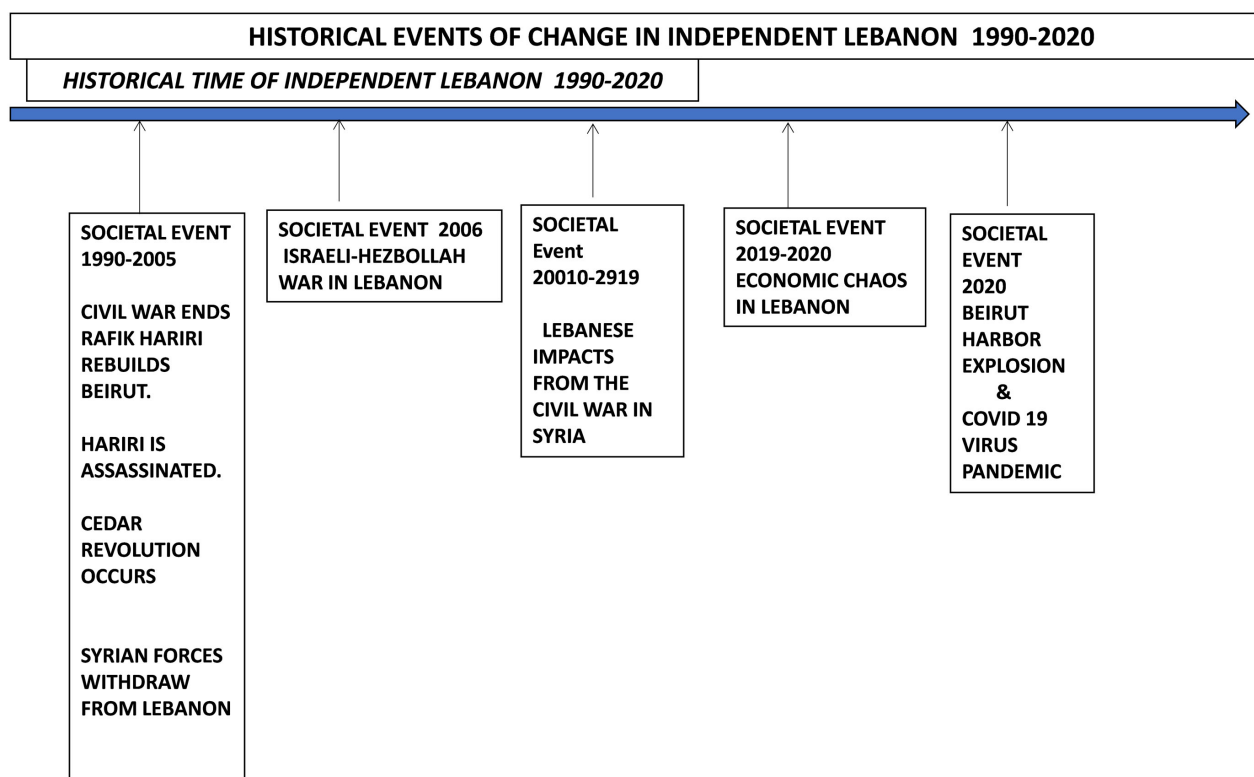 HISTORICAL EVENTS OF CHANGE IN INDEPENDENT LEBANON 1990-2020
HISTORICAL TIME OF INDEPENDENT LEBANON 1990-2020
SOCIETAL EVENT
1990-2005
CIVIL WAR ENDS
RAFIK HARIRI
REBUILDS
BEIRUT.
HARIRI IS
ASSASSINATED.
CEDAR
REVOLUTION
OCCURS
SYRIAN FORCES
WITHDRAW
FROM LEBANON
SOCIETAL EVENT 2006
ISRAELI-HEZBOLLAH
WAR IN LEBANON
SOCIETAL
Event
20010-2919
LEBANESE
IMPACTS
FROM THE
CIVIL WAR IN
SYRIA
SOCIETAL EVENT
2019-2020
ECONOMIC CHAOS
IN LEBANON
SOCIETAL
EVENT
2020
BEIRUT
HARBOR
EXPLOSION
&
COVID 19
VIRUS
PANDEMIC